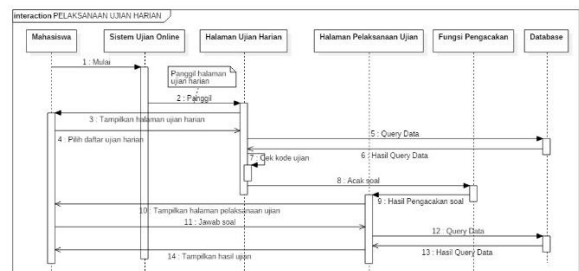 interaction PELAKSANAAN UJIAN HARIAN
Mahasiswa
Sistem Ujian Online
Halaman Ujian Harian
Halaman Pelaksanaan Ujian
Fungsi Pengacakan
Database
1 : Mulai
Panggil halaman
ujian harian
2 : Panggil
3 : Tampilkan halaman ujian harian
4 : Pilih daftar ujian harian
5 : Query Data
6 : Hasil Query Data
7 : Cek kode ujian
8 : Acak soal
9 : Hasil Pengacakan soal
10 : Tampilkan halaman pelaksanaan ujian
11 : Jawab soal
12 : Query Data
13 : Hasil Query Data
14 : Tampilkan hasil ujian